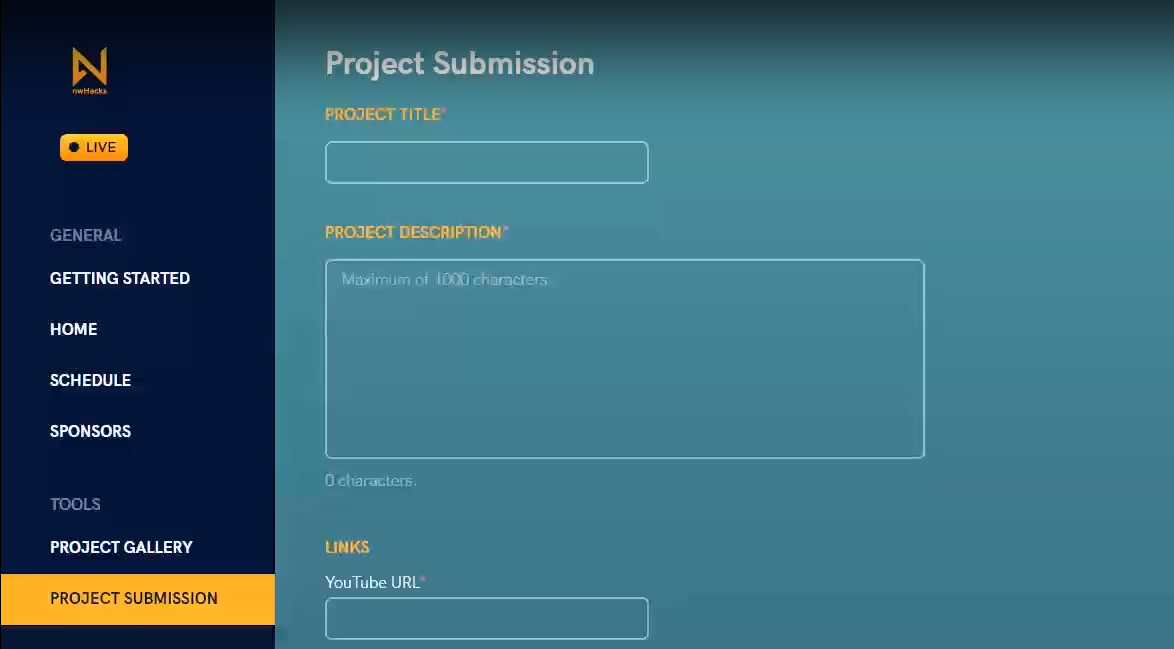 nwHacks
LIVE
GENERAL
GETTING STARTED
HOME
SCHEDULE
SPONSORS
TOOLS
PROJECT GALLERY
PROJECT SUBMISSION
Project Submission
PROJECT TITLE*
PROJECT DESCRIPTION*
Maximum of 1000 characters
0 characters.
LINKS
YouTube URL*